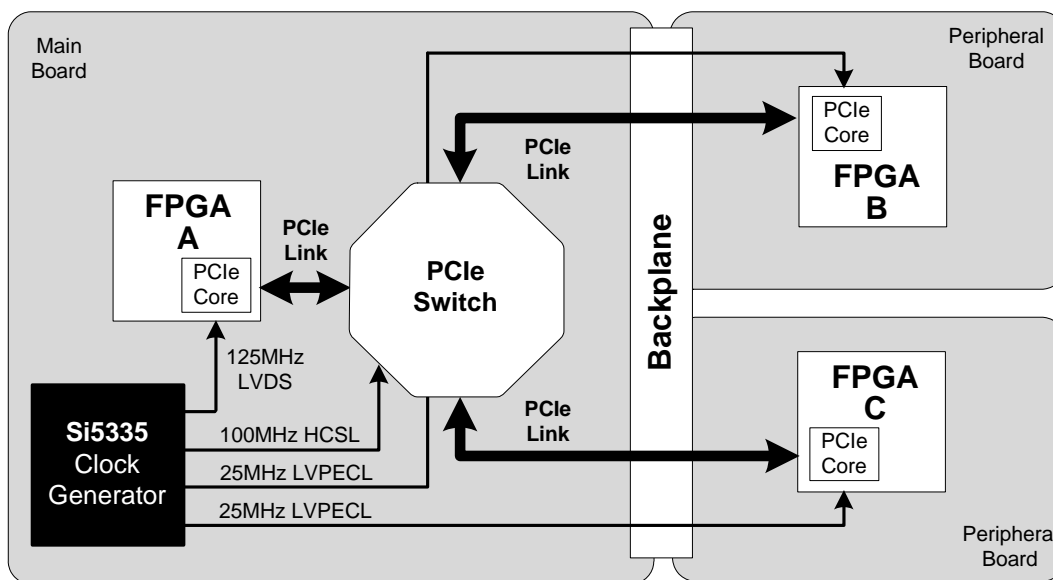 Main
Board
Peripheral
Board
PCIe
Core
FPGA
B
PCIe
Link
FPGA
A
PCIe
Core
PCIe
Link
PCIe
Switch
Backplane
125MHz
LVDS
Si5335
Clock
Generator
100MHz HCSL
25MHz LVPECL
25MHz LVPECL
PCIe
Link
FPGA
C
PCIe
Core
Periphera
Board